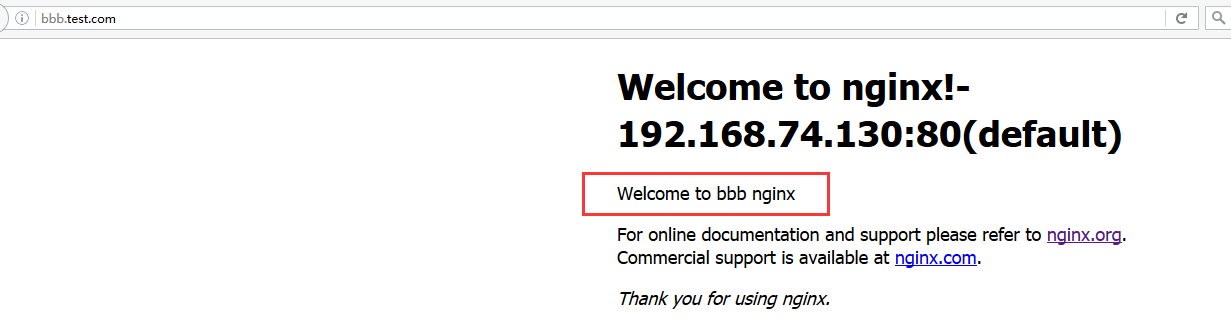 bbb.test.com
Welcome to nginx!-
192.168.74.130:80(default)
Welcome to bbb nginx
For online documentation and support please refer to nginx.org.
Commercial support is available at nginx.com.
Thank you for using nginx.